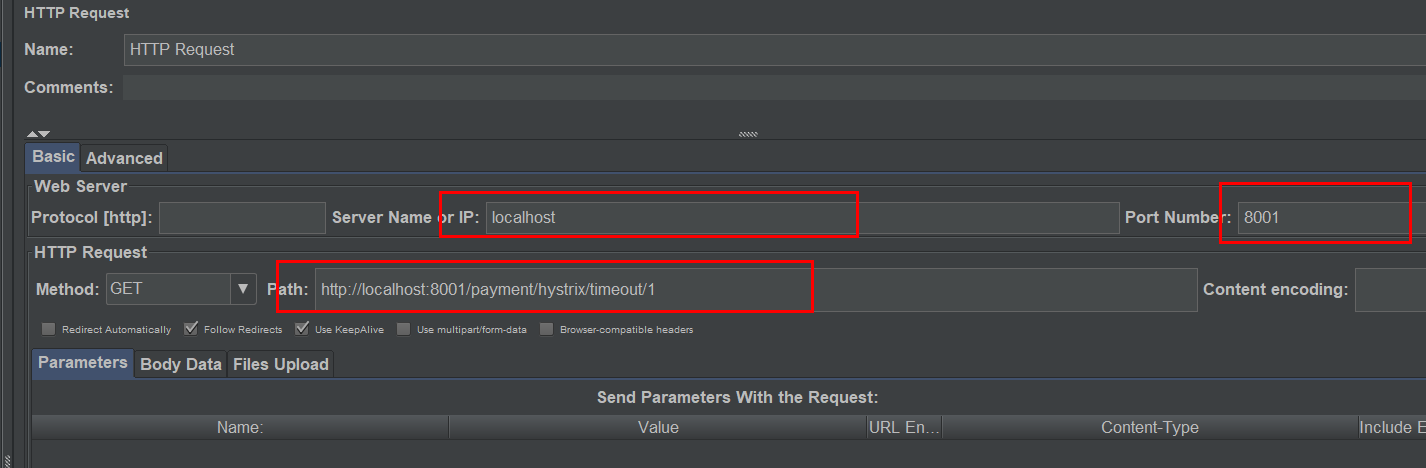 HTTP Request
Name: HTTP Request
Comments:
Basic Advanced
Web Server
Protocol [http]: Server Name or IP: localhost Port Number: 8001
HTTP Request
Method: GET Path: http://localhost:8001/payment/hystrix/timeout/1 Content encoding:
Redirect Automatically Follow Redirects Use KeepAlive Use multipart/form-data Browser-compatible headers
Parameters Body Data Files Upload
Send Parameters With the Request:
Name: Value URL En... Content-Type Include E